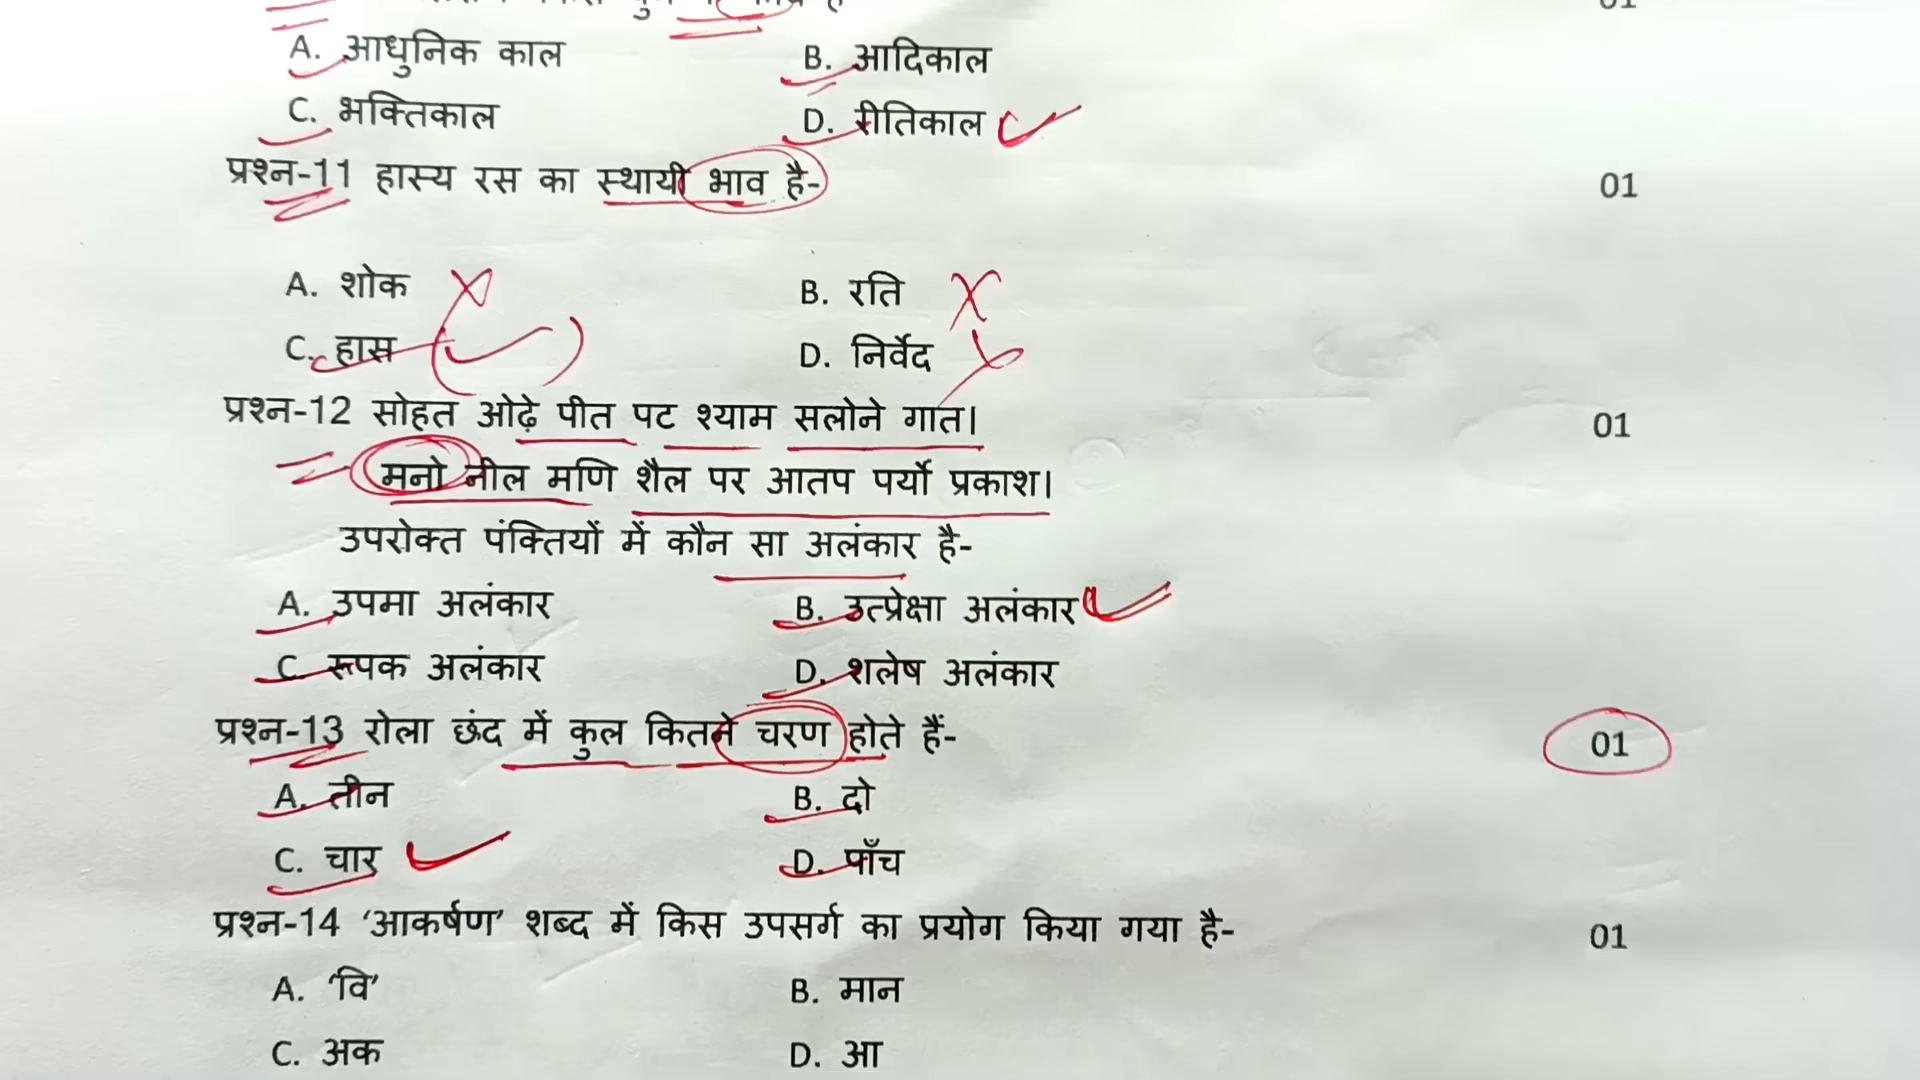 01
A. आधुनिक काल B. आदिकाल
C. भक्तिकाल D. रीतिकाल
प्रश्न-11 हास्य रस का स्थायी भाव है- 01
A. शोक B. रति
C. हास D. निर्वेद
प्रश्न-12 सोहत ओढ़े पीत पट श्याम सलोने गात। 01
मनो नील मणि शैल पर आतप पर्यो प्रकाश।
उपरोक्त पंक्तियों में कौन सा अलंकार है-
A. उपमा अलंकार B. उत्प्रेक्षा अलंकार
C. रूपक अलंकार D. शलेष अलंकार
प्रश्न-13 रोला छंद में कुल कितने चरण होते हैं- 01
A. तीन B. दो
C. चार D. पाँच
प्रश्न-14 ‘आकर्षण’ शब्द में किस उपसर्ग का प्रयोग किया गया है- 01
A. ‘वि’ B. मान
C. अक D. आ